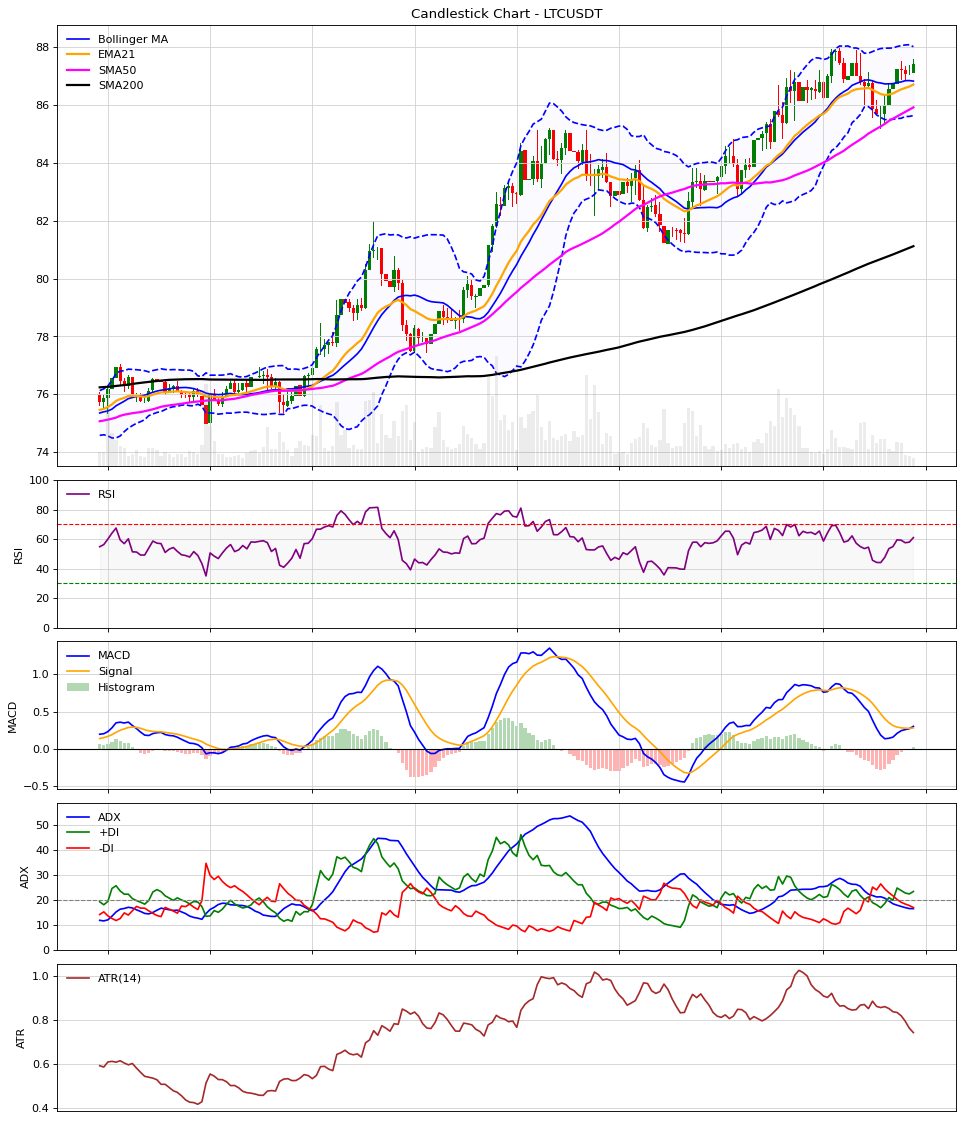 Candlestick Chart - LTCUSDT
Bollinger MA
EMA21
SMA50
SMA200
88
86
84
82
80
78
76
74
RSI
RSI
100
80
60
40
20
0
MACD
Signal
Histogram
MACD
1.0
0.5
0.0
−0.5
ADX
+DI
-DI
ADX
50
40
30
20
10
0
ATR(14)
ATR
1.0
0.8
0.6
0.4